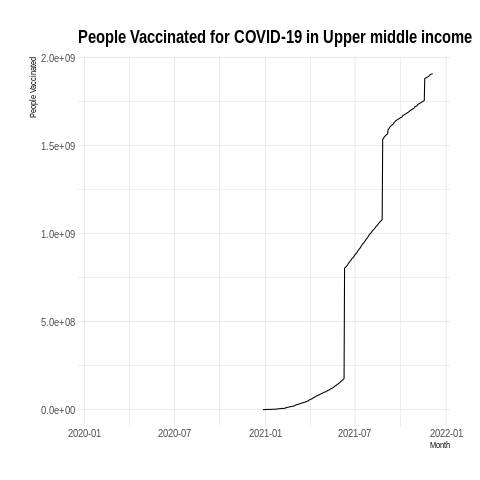 People Vaccinated for COVID-19 in Upper middle income
People Vaccinated
2.0e+09
1.5e+09
1.0e+09
5.0e+08
0.0e+00
2020-01 2020-07 2021-01 2021-07 2022-01
Month